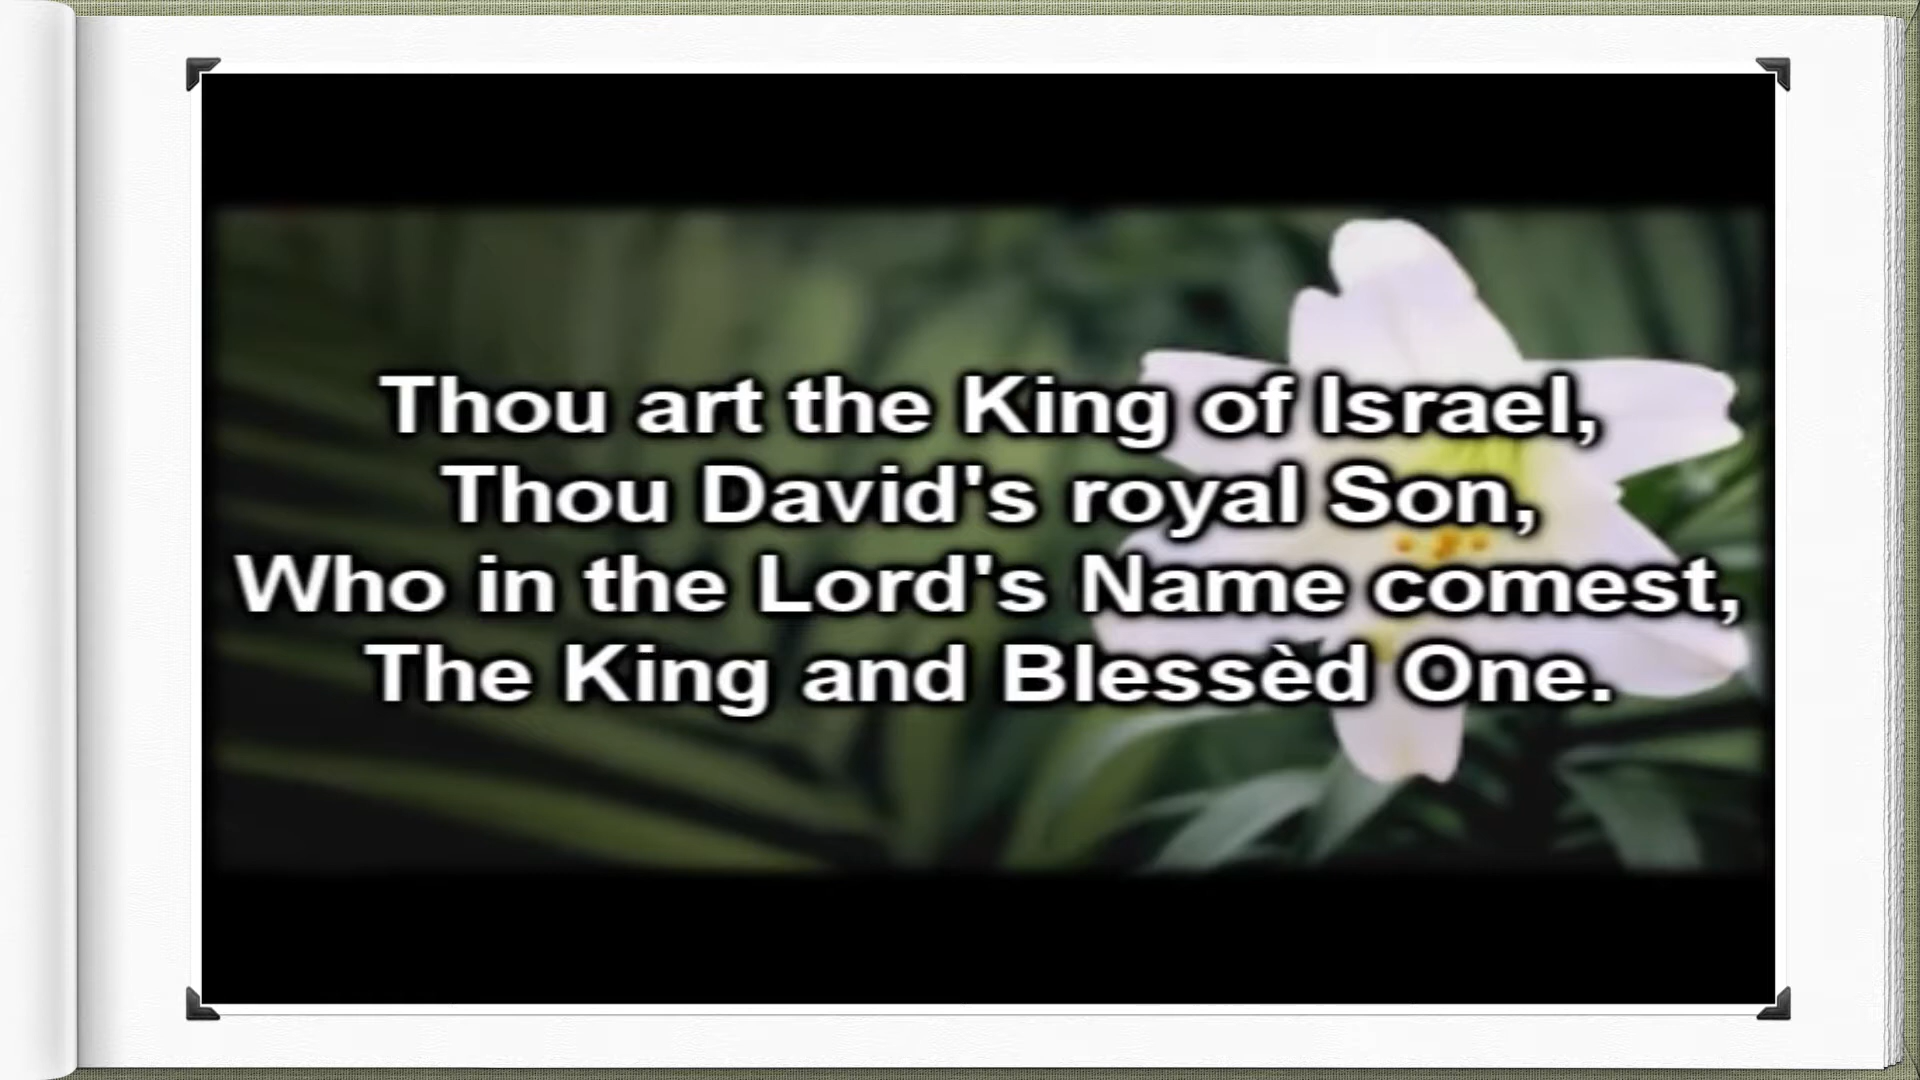 Thou art the King of Israel,
Thou David's royal Son,
Who in the Lord's Name comest,
The King and Blessèd One.